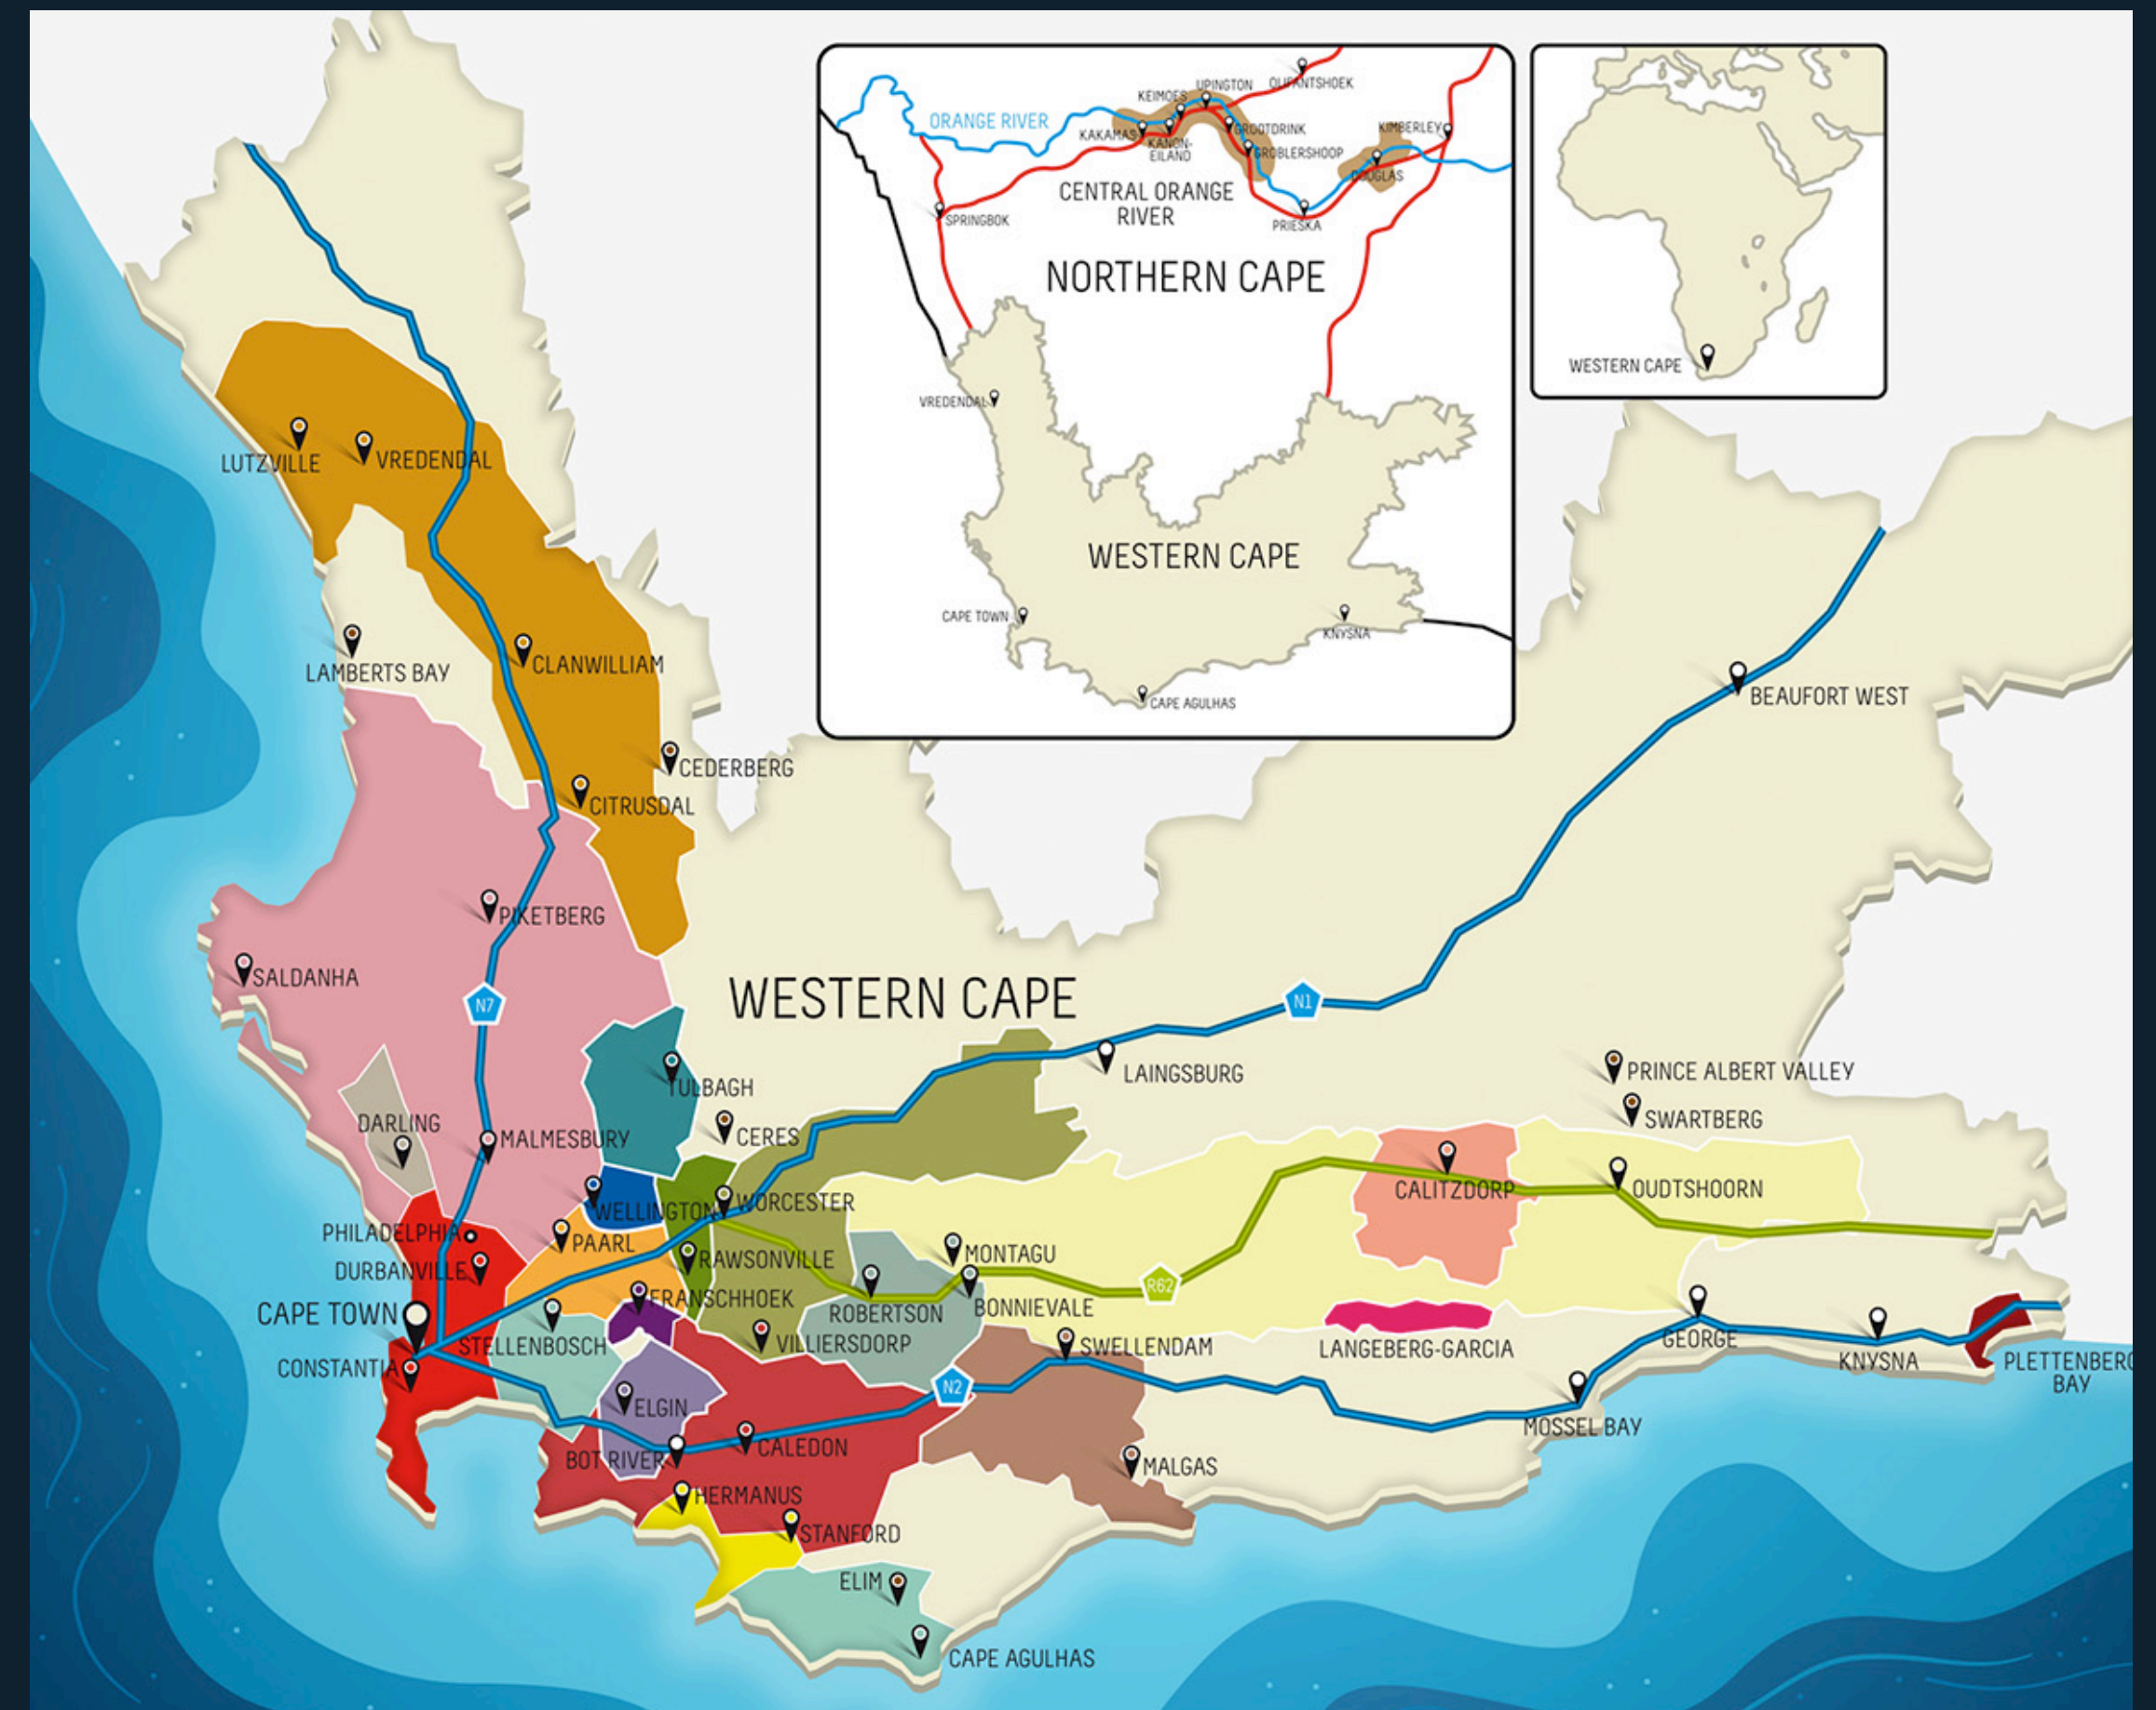 OLIFANTSHOEK
UPINGTON
KEIMOES
ORANGE RIVER
KAKAMAS
GROOTDRINK
KIMBERLEY
KANON-
EILAND
GROBLERSHOOP
DOUGLAS
CENTRAL ORANGE
RIVER
SPRINGBOK
PRIESKA
NORTHERN CAPE
VREDENDAL
WESTERN CAPE
CAPE TOWN
KNYSNA
CAPE AGULHAS
WESTERN CAPE
LUTZVILLE
VREDENDAL
CLANWILLIAM
LAMBERTS BAY
BEAUFORT WEST
CEDERBERG
CITRUSDAL
PIKETBERG
SALDANHA
WESTERN CAPE
N7
N1
LAINGSBURG
PRINCE ALBERT VALLEY
TULBAGH
SWARTBERG
DARLING
MALMESBURY
CERES
CALITZDORP
OUDTSHOORN
WELLINGTON
WORCESTER
PHILADELPHIA
PAARL
RAWSONVILLE
MONTAGU
DURBANVILLE
R62
FRANSCHHOEK
CAPE TOWN
ROBERTSON
BONNIEVALE
STELLENBOSCH
VILLIERSDORP
SWELLENDAM
LANGEBERG-GARCIA
GEORGE
KNYSNA
PLETTENBERG
BAY
CONSTANTIA
N2
ELGIN
MOSSEL BAY
BOT RIVER
CALEDON
MALGAS
HERMANUS
STANFORD
ELIM
CAPE AGULHAS